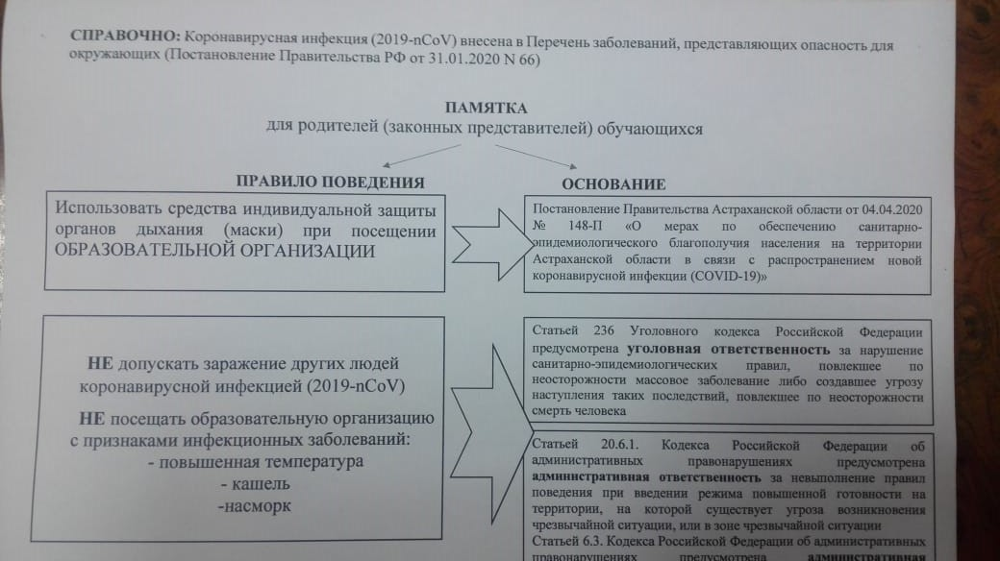 СПРАВОЧНО: Коронавирусная инфекция (2019-nCoV) внесена в Перечень заболеваний, представляющих опасность для
окружающих (Постановление Правительства РФ от 31.01.2020 N 66)
ПАМЯТКА
для родителей (законных представителей) обучающихся
ПРАВИЛО ПОВЕДЕНИЯ
ОСНОВАНИЕ
Использовать средства индивидуальной защиты
органов дыхания (маски) при посещении
ОБРАЗОВАТЕЛЬНОЙ ОРГАНИЗАЦИИ
Постановление Правительства Астраханской области от 04.04.2020
№ 148-П «О мерах по обеспечению санитарно-
эпидемиологического благополучия населения на территории
Астраханской области в связи с распространением новой
коронавирусной инфекции (COVID-19)»
НЕ допускать заражение других людей
коронавирусной инфекцией (2019-nCoV)
НЕ посещать образовательную организацию
с признаками инфекционных заболеваний:
- повышенная температура
- кашель
-насморк
Статьей 236 Уголовного кодекса Российской Федерации
предусмотрена уголовная ответственность за нарушение
санитарно-эпидемиологических правил, повлекшее по
неосторожности массовое заболевание либо создавшее угрозу
наступления таких последствий, повлекшее по неосторожности
смерть человека
Статьей 20.6.1. Кодекса Российской Федерации об
административных правонарушениях предусмотрена
административная ответственность за невыполнение правил
поведения при введении режима повышенной готовности на
территории, на которой существует угроза возникновения
чрезвычайной ситуации, или в зоне чрезвычайной ситуации
Статьей 6.3. Кодекса Российской Федерации об административных
правонарушениях предусмотрена административная